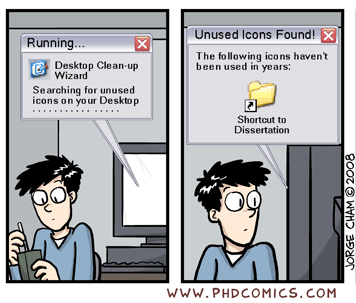 Running...
Desktop Clean-up
Wizard
Searching for unused
icons on your Desktop
. . . . . . . . . . . . . . .
Unused Icons Found!
The following icons haven't
been used in years:
Shortcut to
Dissertation
JORGE CHAM © 2008
WWW.PHDCOMICS.COM